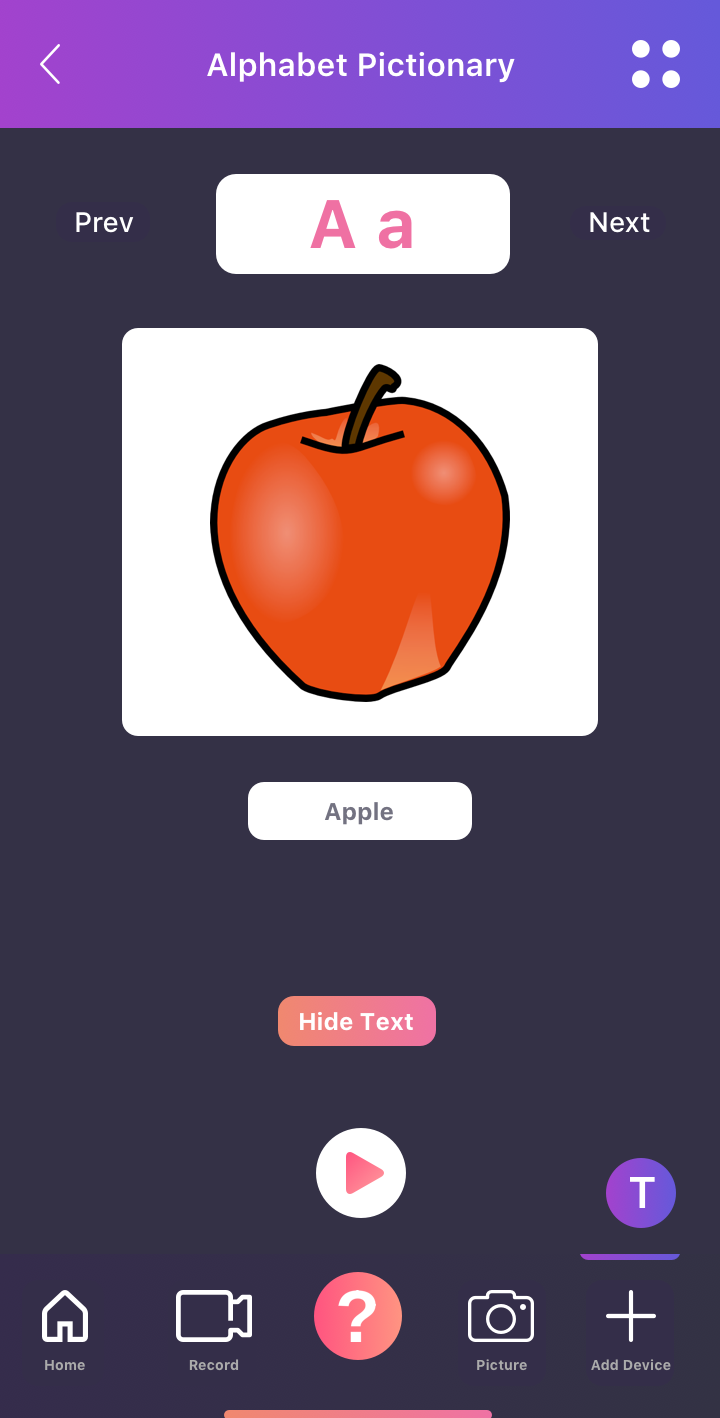 Alphabet Pictionary
Prev
A a
Next
Apple
Hide Text
T
?
Home
Record
Picture
Add Device